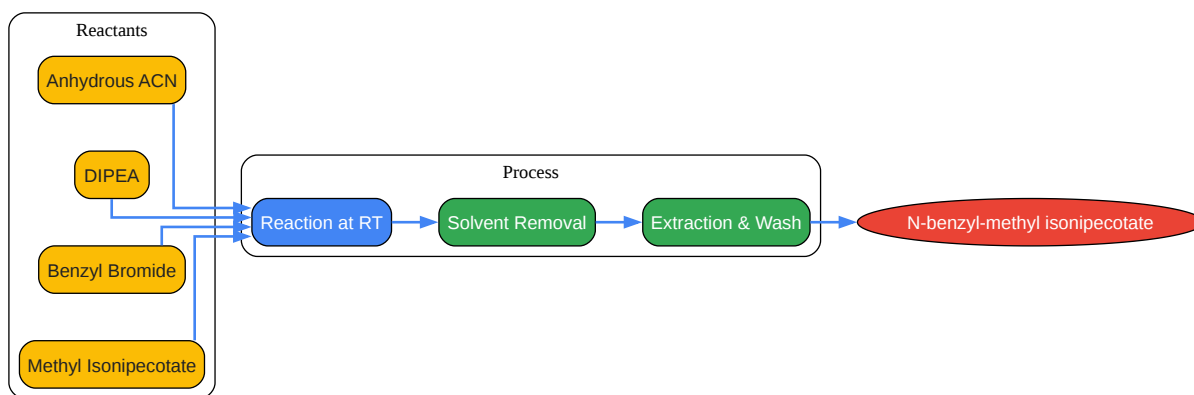 Reactants
Anhydrous ACN
DIPEA
Benzyl Bromide
Methyl Isonipecotate
Process
Reaction at RT
Solvent Removal
Extraction & Wash
N-benzyl-methyl isonipecotate